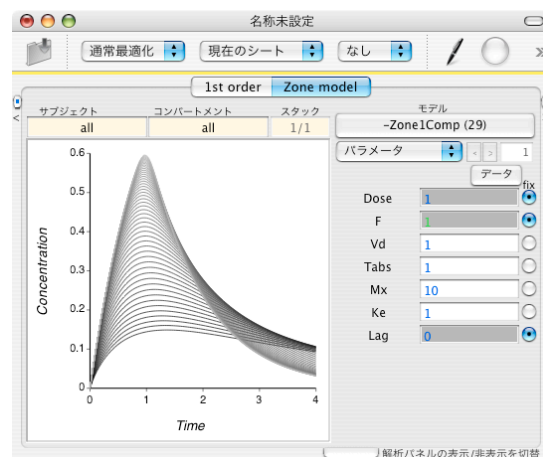 名称未設定
通常最適化 現在のシート なし »
1st order Zone model
<
サブジェクト コンパートメント スタック モデル
all all 1/1 ~Zone1Comp (29)
パラメータ < > 1
データ
fix
Dose 1
F 1
Vd 1
Tabs 1
Mx 10
Ke 1
Lag 0
0.6
0.5
0.4
0.3
0.2
0.1
0
Concentration
0 1 2 3 4
Time
解析パネルの表示/非表示を切替